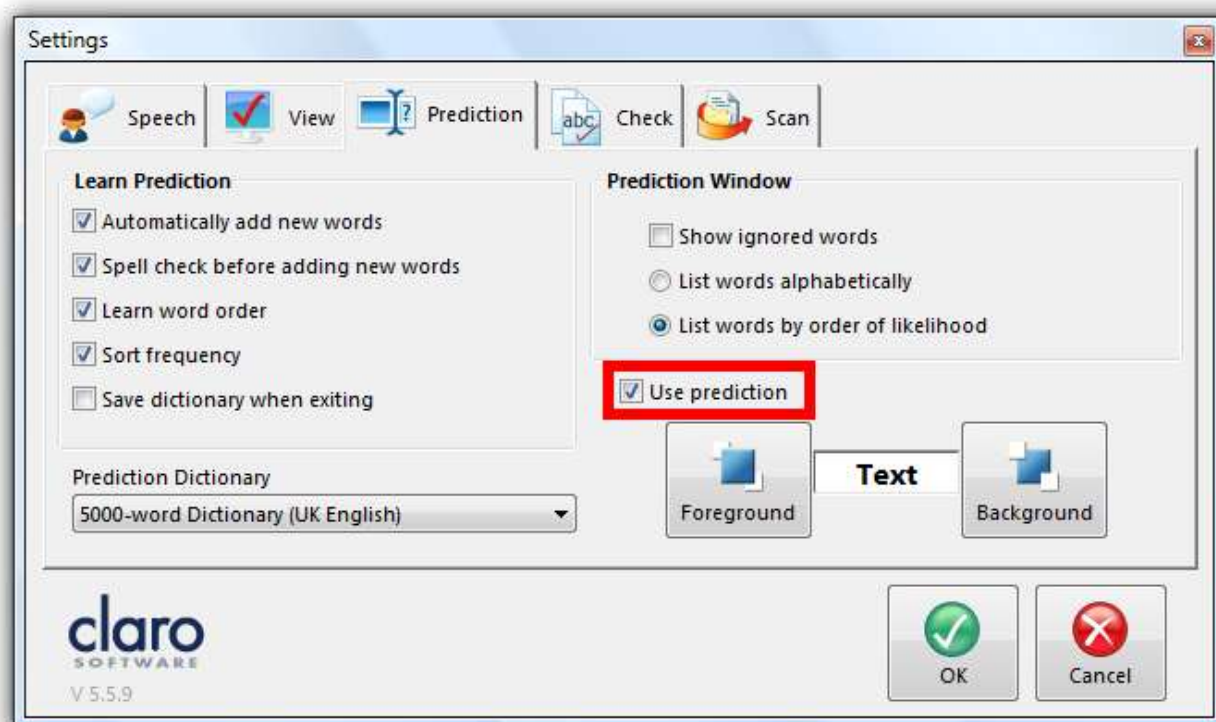 Settings
Speech
View
Prediction
abc
Check
Scan
Learn Prediction
Automatically add new words
Spell check before adding new words
Learn word order
Sort frequency
Save dictionary when exiting
Prediction Dictionary
5000-word Dictionary (UK English)
Prediction Window
Show ignored words
List words alphabetically
List words by order of likelihood
Use prediction
Foreground
Text
Background
claro
SOFTWARE
V 5.5.9
OK
Cancel